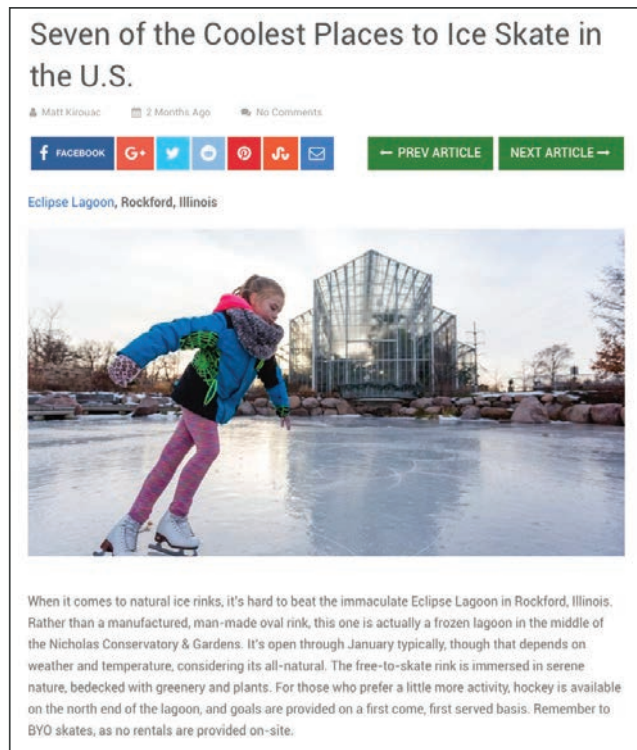 Seven of the Coolest Places to Ice Skate in
the U.S.
Matt Kirouac 2 Months Ago No Comments
f FACEBOOK G+ ← PREV ARTICLE NEXT ARTICLE →
Eclipse Lagoon, Rockford, Illinois
When it comes to natural ice rinks, it's hard to beat the immaculate Eclipse Lagoon in Rockford, Illinois.
Rather than a manufactured, man-made oval rink, this one is actually a frozen lagoon in the middle of
the Nicholas Conservatory & Gardens. It's open through January typically, though that depends on
weather and temperature, considering its all-natural. The free-to-skate rink is immersed in serene
nature, bedecked with greenery and plants. For those who prefer a little more activity, hockey is available
on the north end of the lagoon, and goals are provided on a first come, first served basis. Remember to
BYO skates, as no rentals are provided on-site.